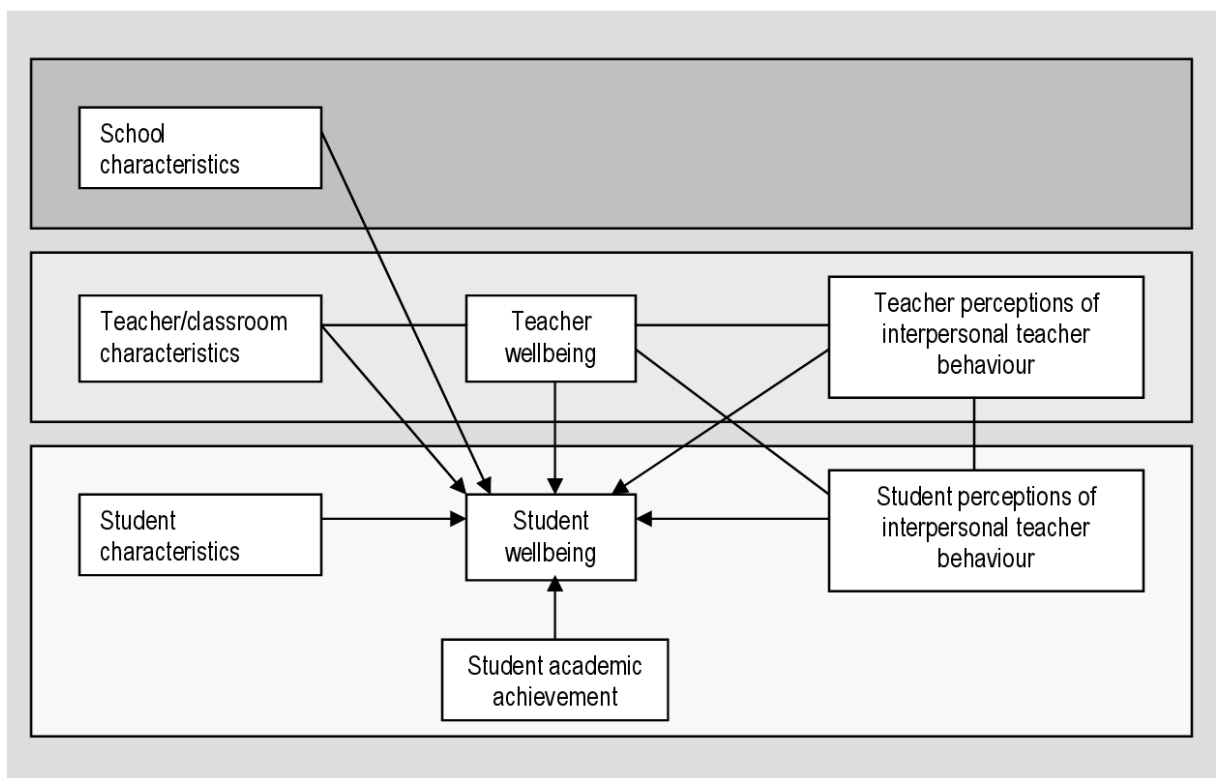 School
characteristics
Teacher/classroom
characteristics
Teacher
wellbeing
Teacher perceptions of
interpersonal teacher
behaviour
Student
characteristics
Student
wellbeing
Student perceptions of
interpersonal teacher
behaviour
Student academic
achievement